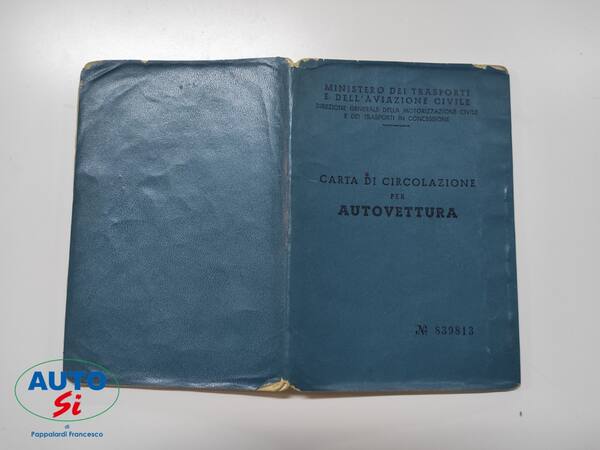 MINISTERO DEI TRASPORTI
E DELL'AVIAZIONE CIVILE
DIREZIONE GENERALE DELLA MOTORIZZAZIONE CIVILE
E DEI TRASPORTI IN CONCESSIONE
CARTA DI CIRCOLAZIONE
PER
AUTOVETTURA
№ 839813
AUTO
Si
di
Pappalardi Francesco